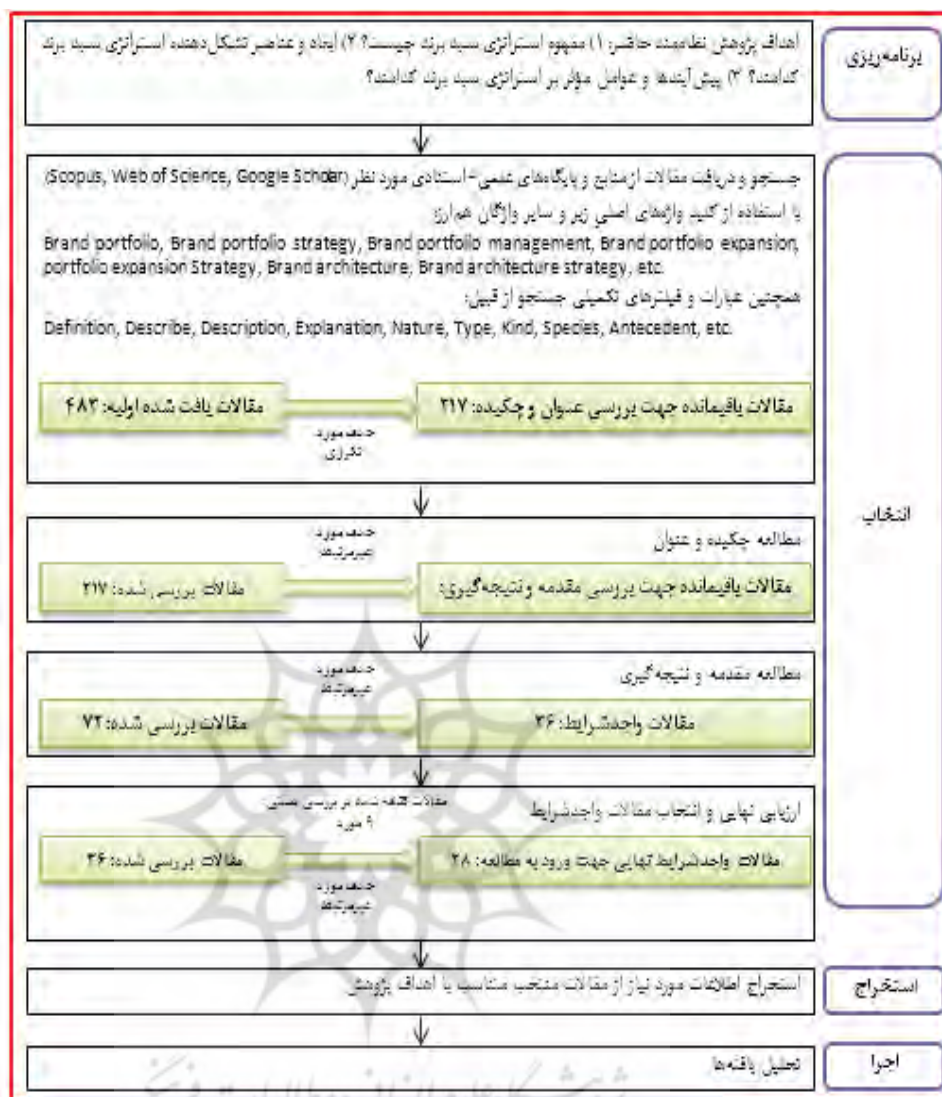 برنامه‌ریزی
اهداف پژوهش نظام‌مند حاضر: ۱) مفهوم استراتژی سبد برند چیست؟ ۲) ابعاد و عناصر تشکیل‌دهنده استراتژی سبد برند
کدامند؟ ۳) پیش‌آیندها و عوامل مؤثر بر استراتژی سبد برند کدامند؟
انتخاب
جستجو و دریافت مقالات از منابع و پایگاه‌های علمی-استنادی مورد نظر (Scopus, Web of Science, Google Scholar)
با استفاده از کلید واژه‌های اصلی زیر و سایر واژگان هم‌ارز:
Brand portfolio, Brand portfolio strategy, Brand portfolio management, Brand portfolio expansion,
portfolio expansion Strategy, Brand architecture, Brand architecture strategy, etc.
همچنین عبارات و فیلترهای تکمیلی جستجو از قبیل:
Definition, Describe, Description, Explanation, Nature, Type, Kind, Species, Antecedent, etc.
مقالات یافت شده اولیه: ۴۸۳
حذف مورد
تکراری
مقالات باقیمانده جهت بررسی عنوان و چکیده: ۲۱۷
مطالعه چکیده و عنوان
حذف مورد
غیرمرتبط
مقالات بررسی شده: ۲۱۷
مقالات باقیمانده جهت بررسی مقدمه و نتیجه‌گیری:
مطالعه مقدمه و نتیجه گیری
حذف مورد
غیرمرتبط
مقالات بررسی شده: ۷۲
مقالات واجدشرایط: ۳۶
ارزیابی نهایی و انتخاب مقالات واجدشرایط
مقالات اضافه شده در بررسی
۹ مورد
مقالات بررسی شده: ۳۶
مقالات واجدشرایط نهایی جهت ورود به مطالعه: ۲۸
حذف مورد
غیرمرتبط
استخراج
استخراج اطلاعات مورد نیاز از مقالات منتخب متناسب با اهداف پژوهش
اجرا
تحلیل یافته‌ها